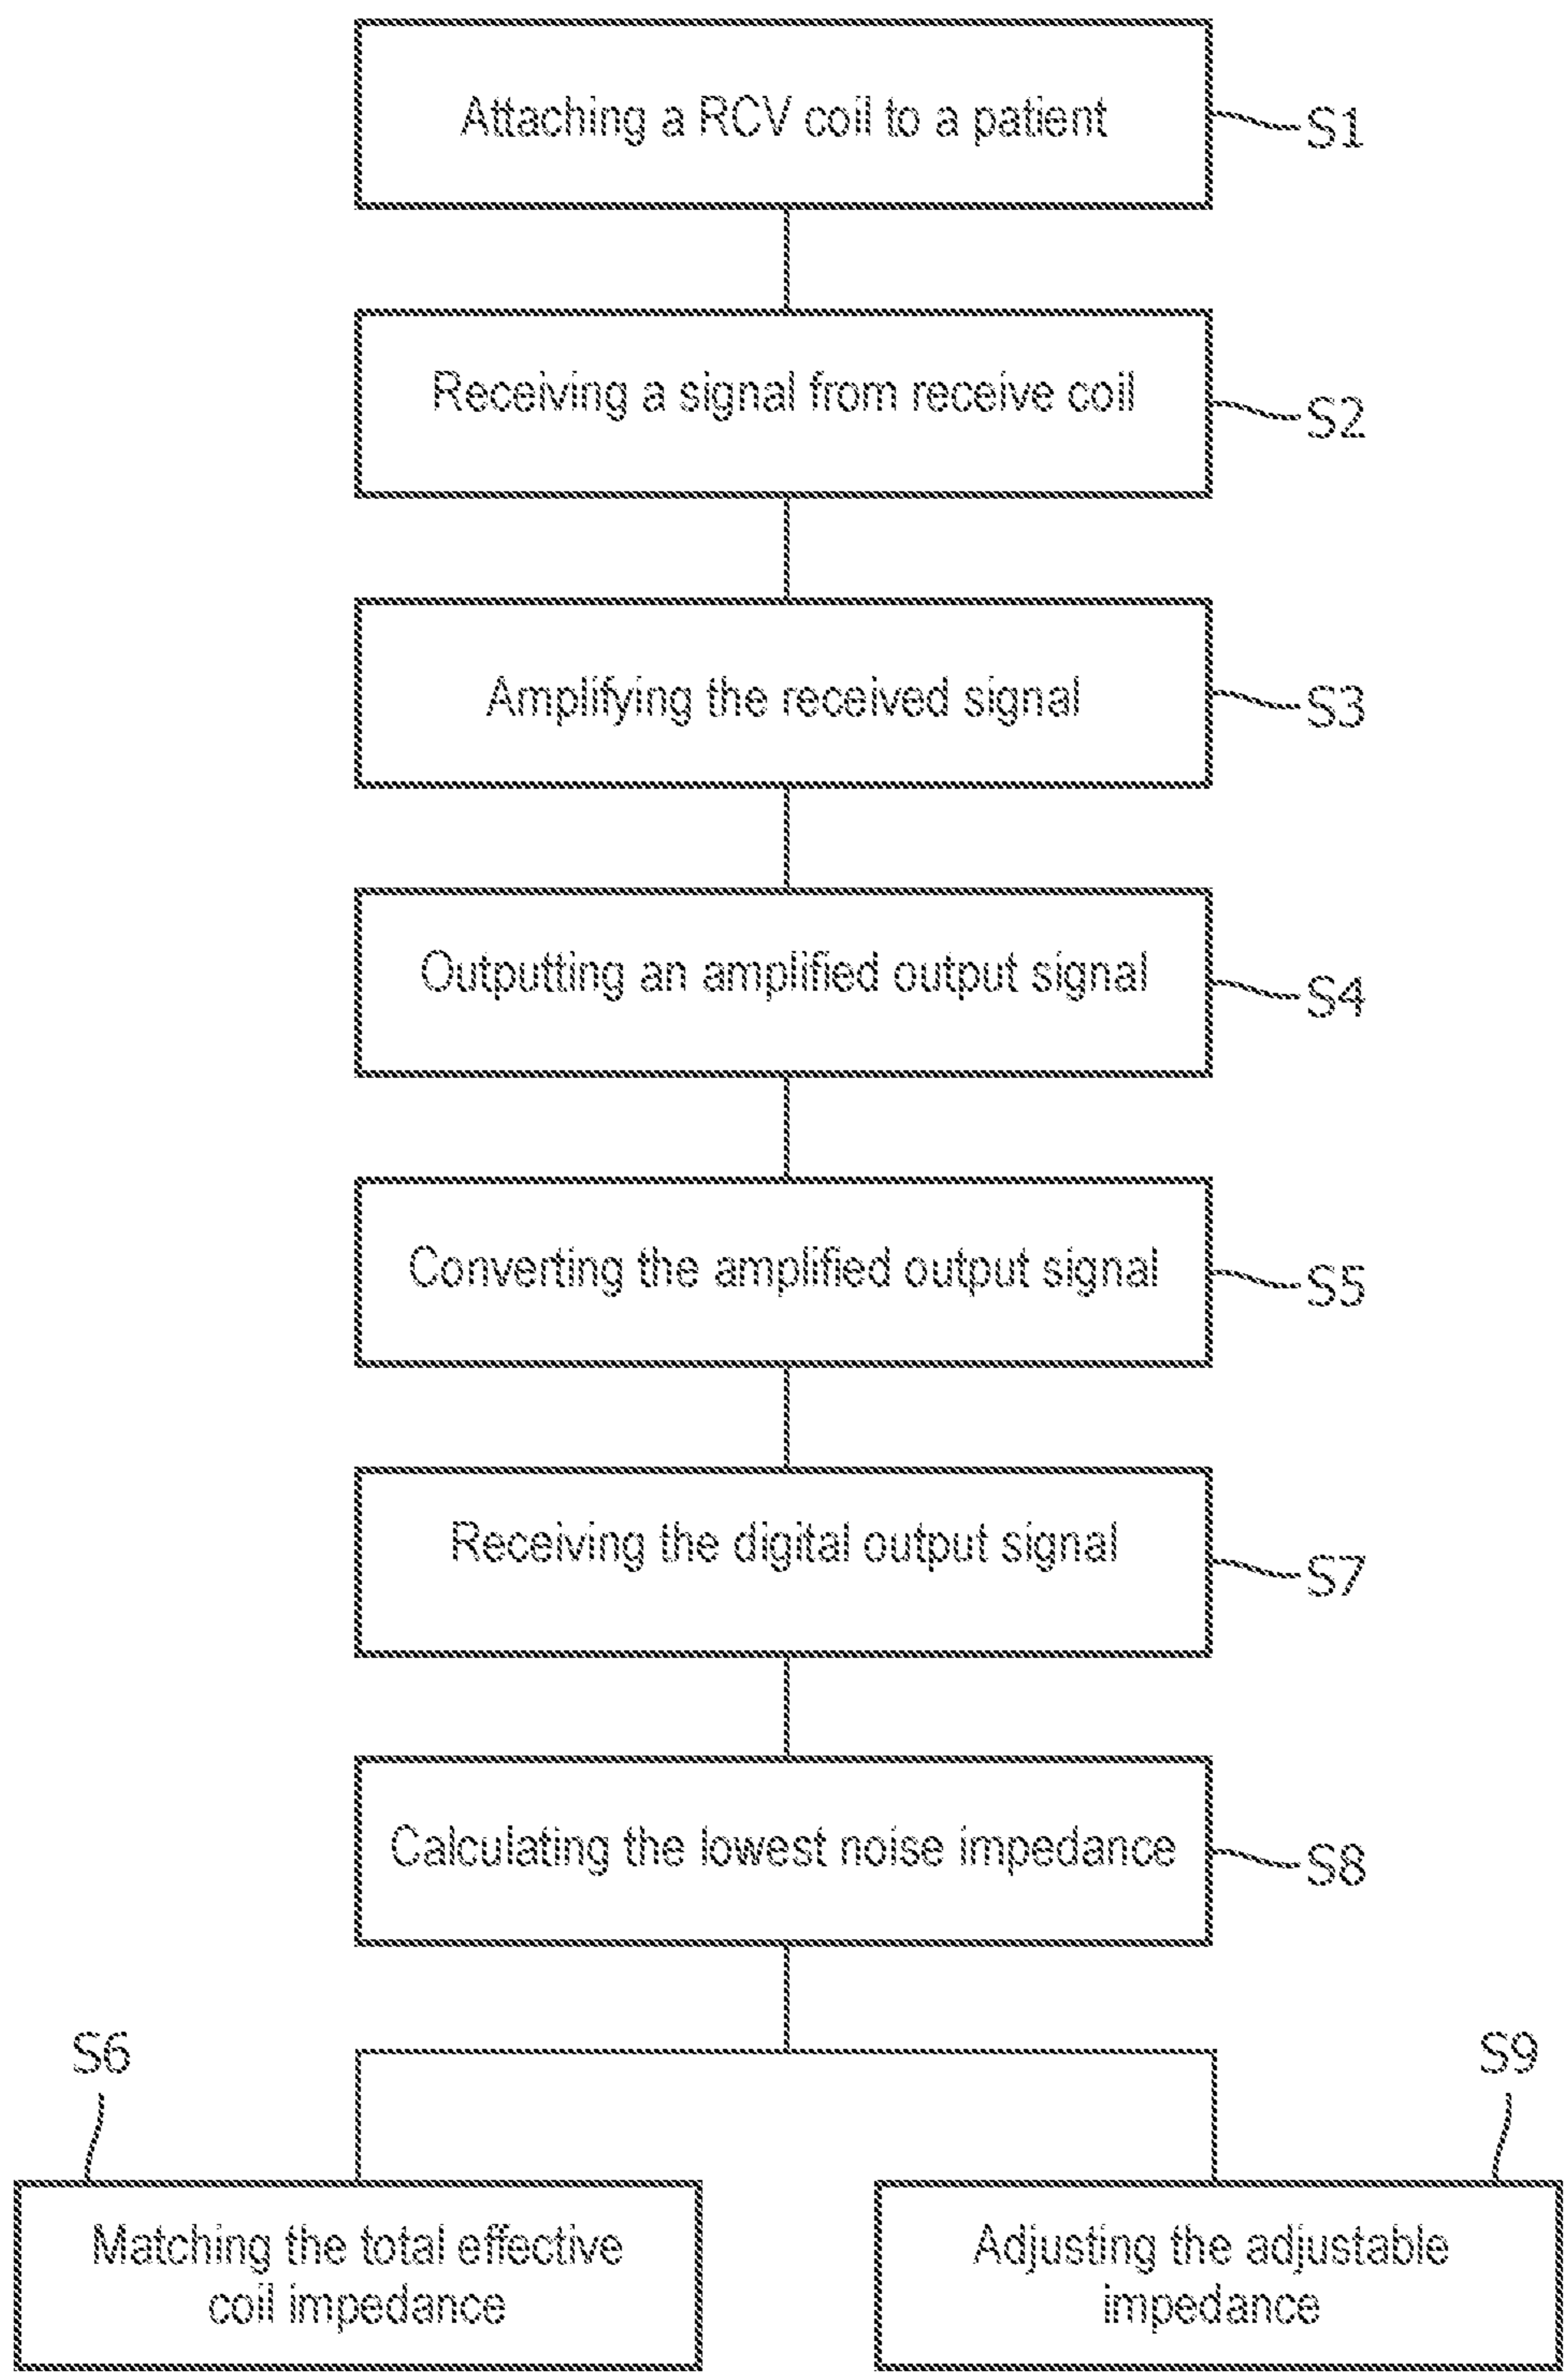 Attaching a RCV coil to a patient
S1
Receiving a signal from receive coil
S2
Amplifying the received signal
S3
Outputting an amplified output signal
S4
Converting the amplified output signal
S5
Receiving the digital output signal
S7
Calculating the lowest noise impedance
S8
S6
S9
Matching the total effective
coil impedance
Adjusting the adjustable
impedance